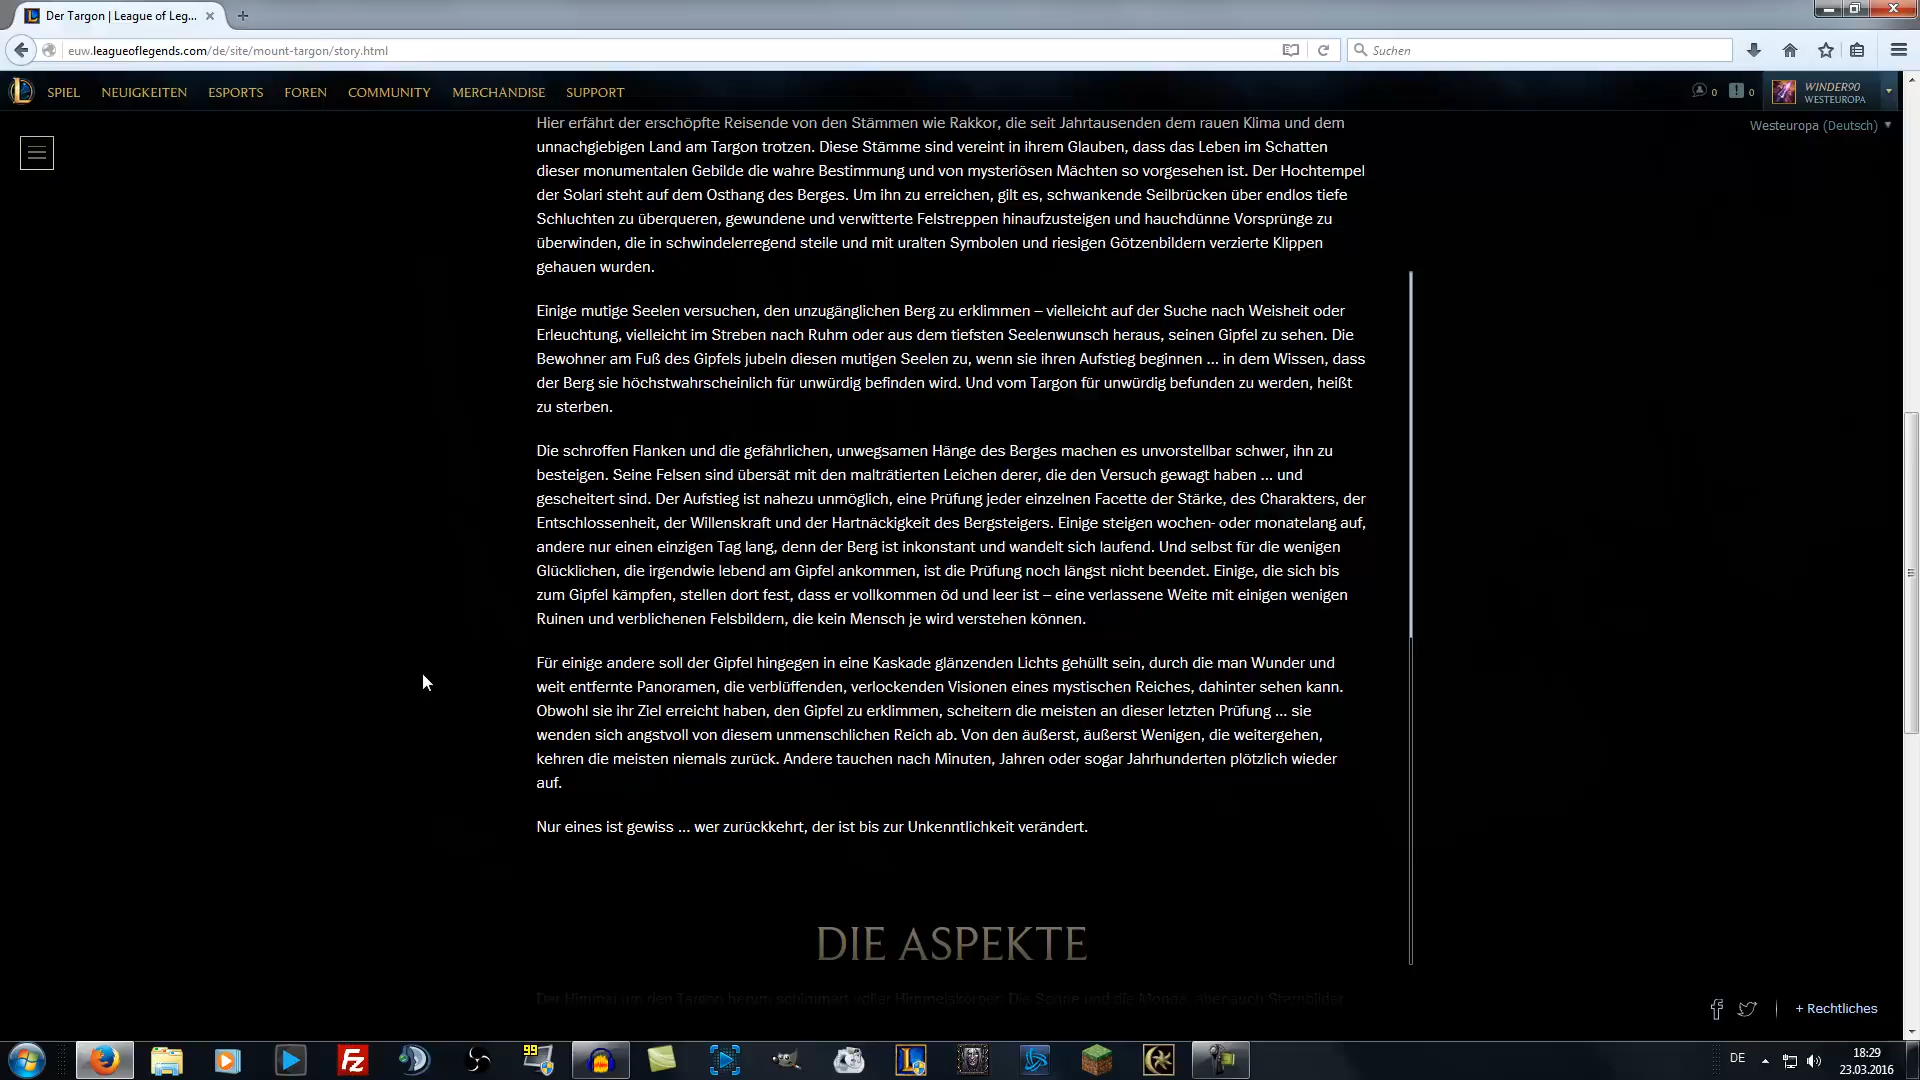 Der Targon | League of Leg...
euw.leagueoflegends.com/de/site/mount-targon/story.html
Suchen
SPIEL NEUIGKEITEN ESPORTS FOREN COMMUNITY MERCHANDISE SUPPORT
0 0
WINDER90
WESTEUROPA
Westeuropa (Deutsch)
Hier erfährt der erschöpfte Reisende von den Stämmen wie Rakkor, die seit Jahrtausenden dem rauen Klima und dem
unnachgiebigen Land am Targon trotzen. Diese Stämme sind vereint in ihrem Glauben, dass das Leben im Schatten
dieser monumentalen Gebilde die wahre Bestimmung und von mysteriösen Mächten so vorgesehen ist. Der Hochtempel
der Solari steht auf dem Osthang des Berges. Um ihn zu erreichen, gilt es, schwankende Seilbrücken über endlos tiefe
Schluchten zu überqueren, gewundene und verwitterte Felstreppen hinaufzusteigen und hauchdünne Vorsprünge zu
überwinden, die in schwindelerregend steile und mit uralten Symbolen und riesigen Götzenbildern verzierte Klippen
gehauen wurden.
Einige mutige Seelen versuchen, den unzugänglichen Berg zu erklimmen – vielleicht auf der Suche nach Weisheit oder
Erleuchtung, vielleicht im Streben nach Ruhm oder aus dem tiefsten Seelenwunsch heraus, seinen Gipfel zu sehen. Die
Bewohner am Fuß des Gipfels jubeln diesen mutigen Seelen zu, wenn sie ihren Aufstieg beginnen ... in dem Wissen, dass
der Berg sie höchstwahrscheinlich für unwürdig befinden wird. Und vom Targon für unwürdig befunden zu werden, heißt
zu sterben.
Die schroffen Flanken und die gefährlichen, unwegsamen Hänge des Berges machen es unvorstellbar schwer, ihn zu
besteigen. Seine Felsen sind übersät mit den malträtierten Leichen derer, die den Versuch gewagt haben ... und
gescheitert sind. Der Aufstieg ist nahezu unmöglich, eine Prüfung jeder einzelnen Facette der Stärke, des Charakters, der
Entschlossenheit, der Willenskraft und der Hartnäckigkeit des Bergsteigers. Einige steigen wochen- oder monatelang auf,
andere nur einen einzigen Tag lang, denn der Berg ist inkonstant und wandelt sich laufend. Und selbst für die wenigen
Glücklichen, die irgendwie lebend am Gipfel ankommen, ist die Prüfung noch längst nicht beendet. Einige, die sich bis
zum Gipfel kämpfen, stellen dort fest, dass er vollkommen öd und leer ist – eine verlassene Weite mit einigen wenigen
Ruinen und verblichenen Felsbildern, die kein Mensch je wird verstehen können.
Für einige andere soll der Gipfel hingegen in eine Kaskade glänzenden Lichts gehüllt sein, durch die man Wunder und
weit entfernte Panoramen, die verblüffenden, verlockenden Visionen eines mystischen Reiches, dahinter sehen kann.
Obwohl sie ihr Ziel erreicht haben, den Gipfel zu erklimmen, scheitern die meisten an dieser letzten Prüfung ... sie
wenden sich angstvoll von diesem unmenschlichen Reich ab. Von den äußerst, äußerst Wenigen, die weitergehen,
kehren die meisten niemals zurück. Andere tauchen nach Minuten, Jahren oder sogar Jahrhunderten plötzlich wieder
auf.
Nur eines ist gewiss ... wer zurückkehrt, der ist bis zur Unkenntlichkeit verändert.
DIE ASPEKTE
Der Himmel um den Targon herum schimmert voller Himmelskörper: Die Sonne und die Monde, aber auch Sternbilder,
+ Rechtliches
99
DE
18:29
23.03.2016